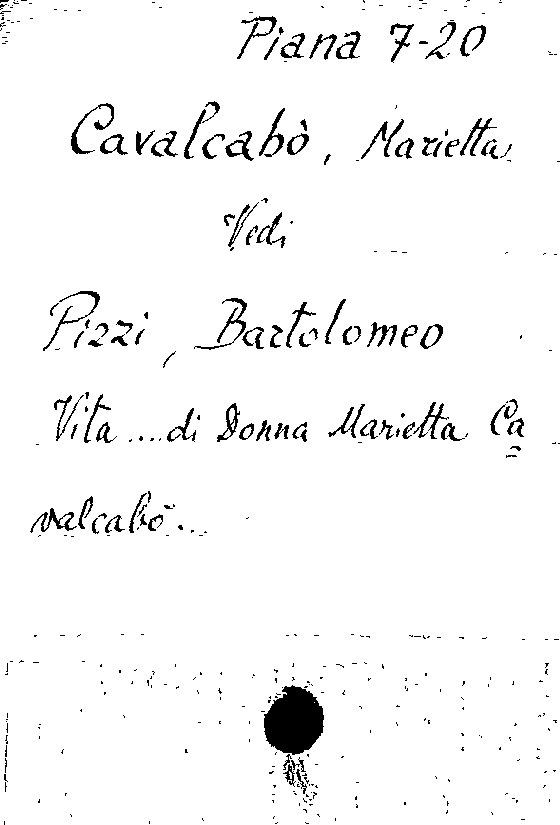 Piana 7-20
Cavalcabò, Marietta
Vedi
Pizzi, Bartolomeo
Vita .... di Donna Marietta Ca=
valcabò...